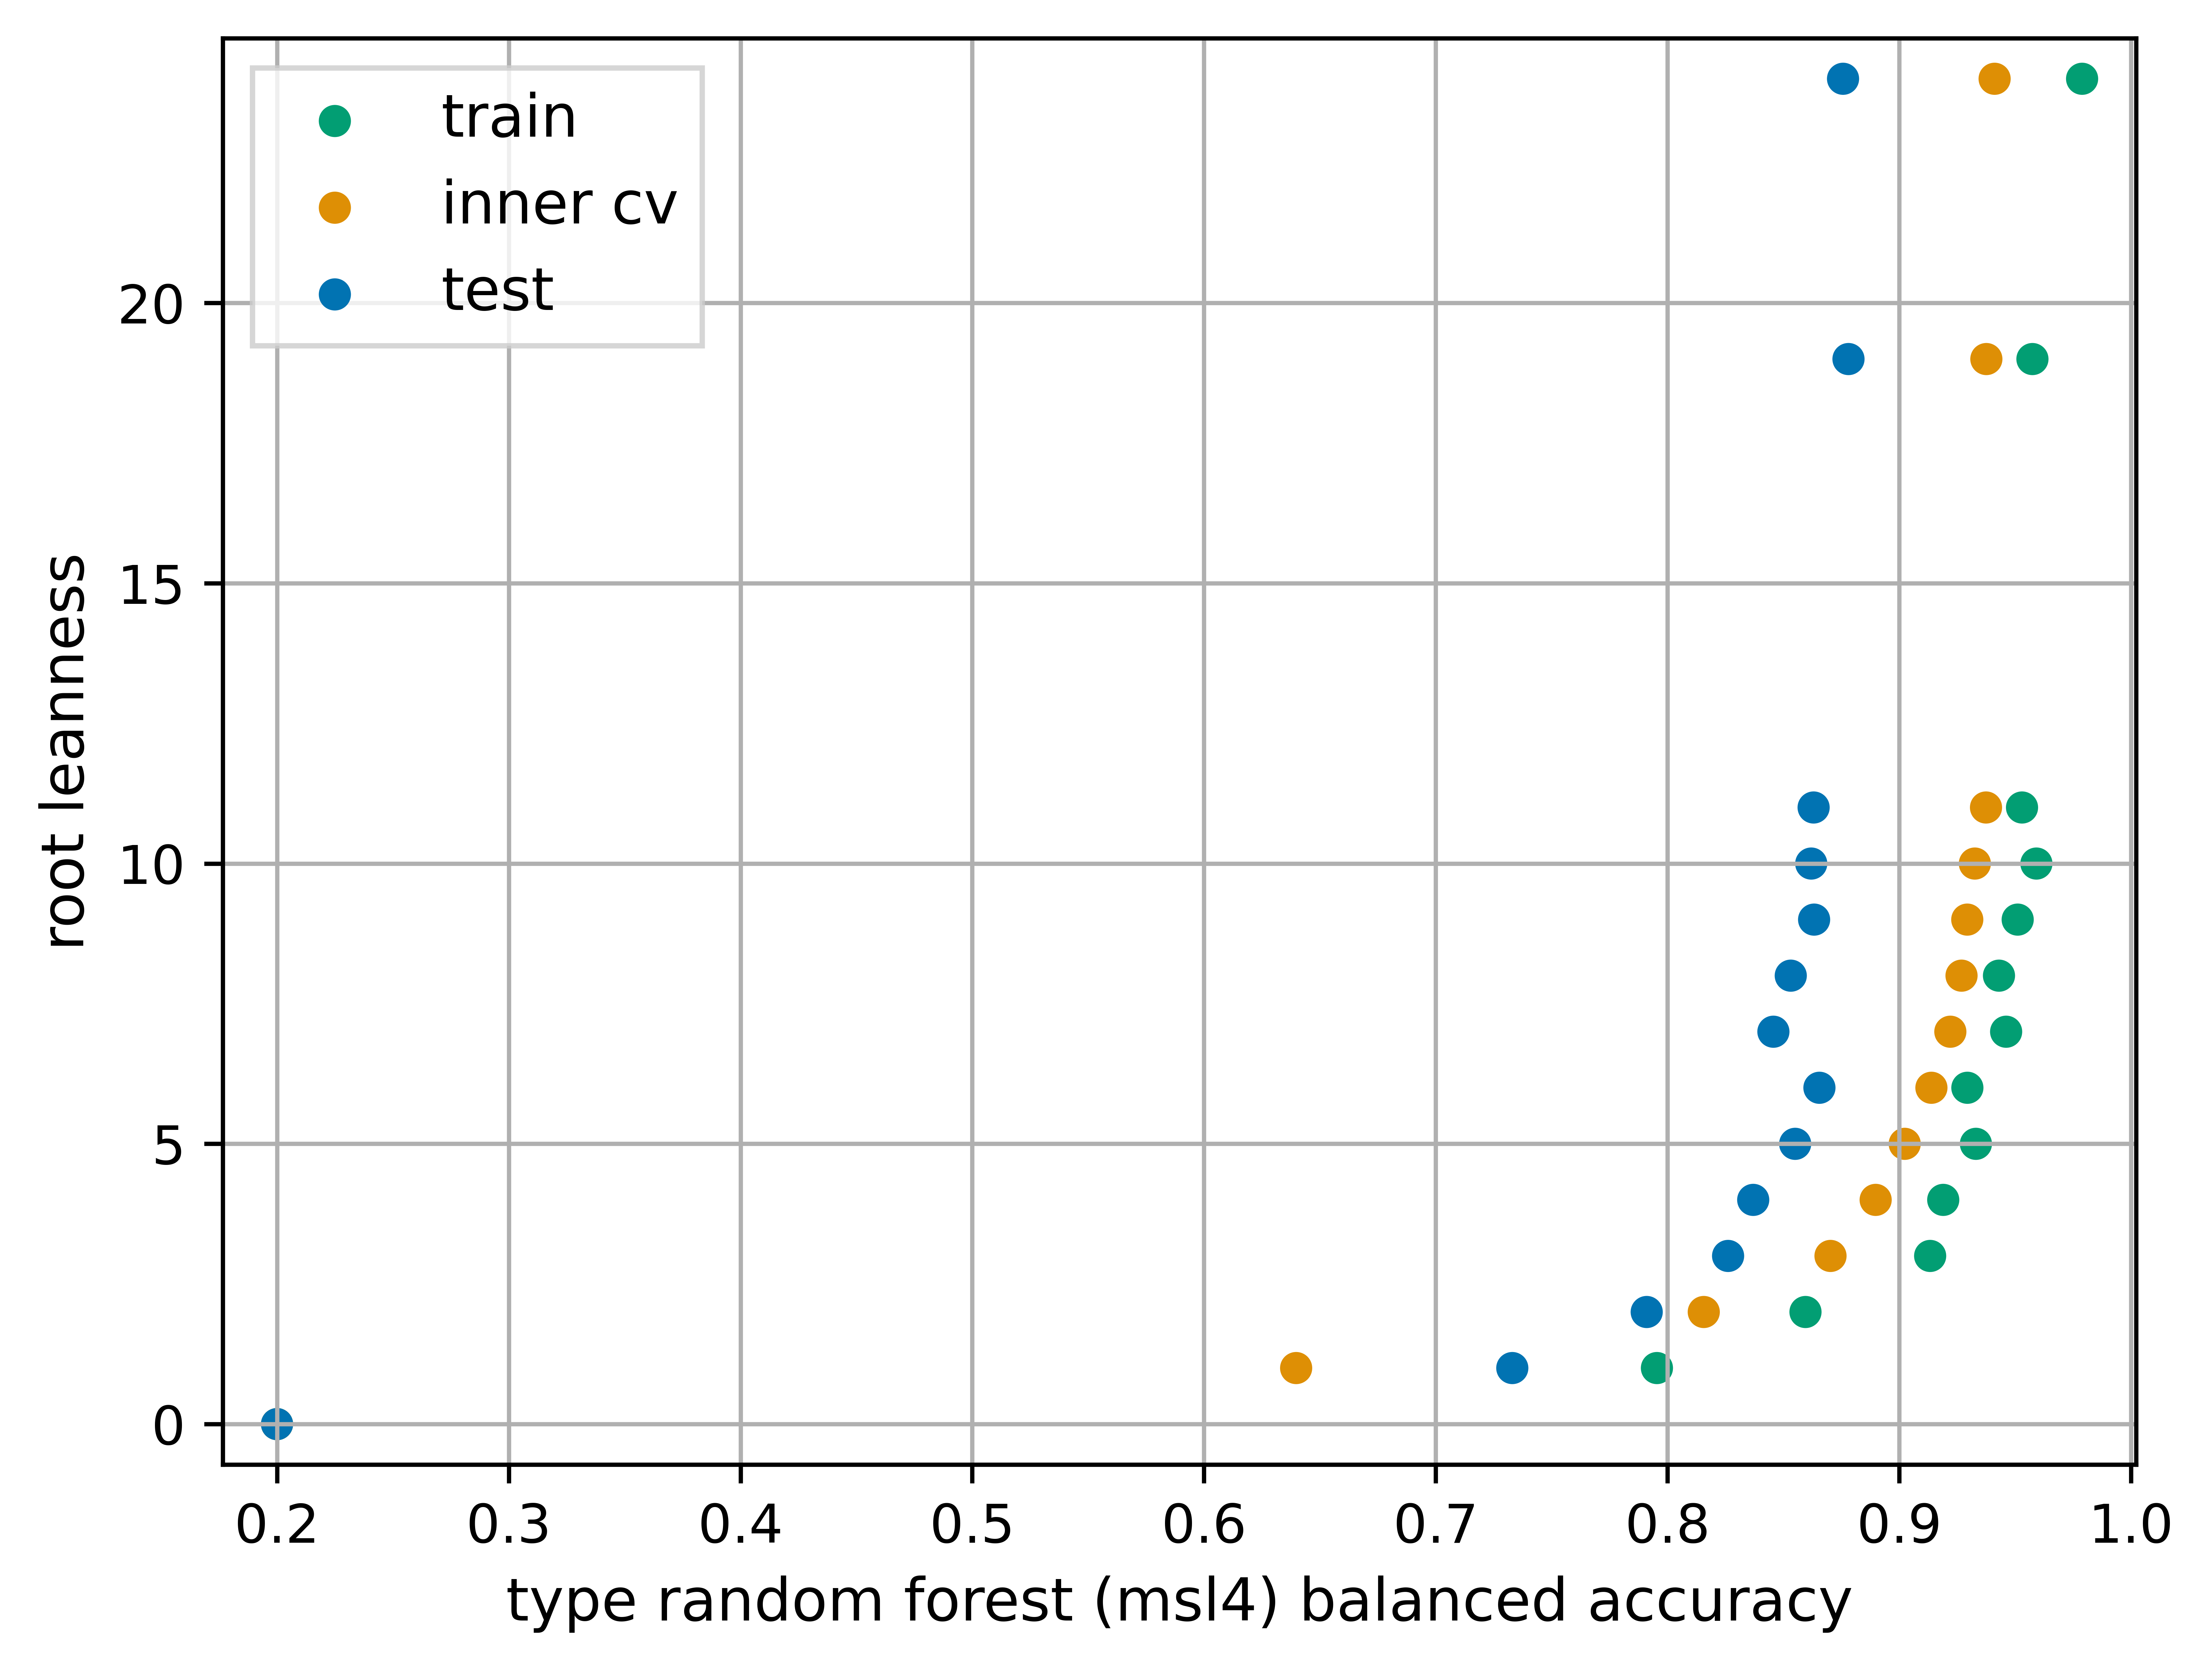 train
inner cv
test
20
15
10
5
0
root leanness
0.2 0.3 0.4 0.5 0.6 0.7 0.8 0.9 1.0
type random forest (msl4) balanced accuracy